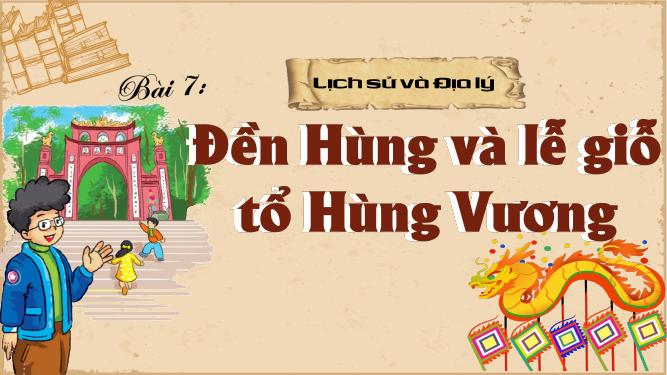 Lịch sử và Địa lý
Bài 7:
Đền Hùng và lễ giỗ
tổ Hùng Vương